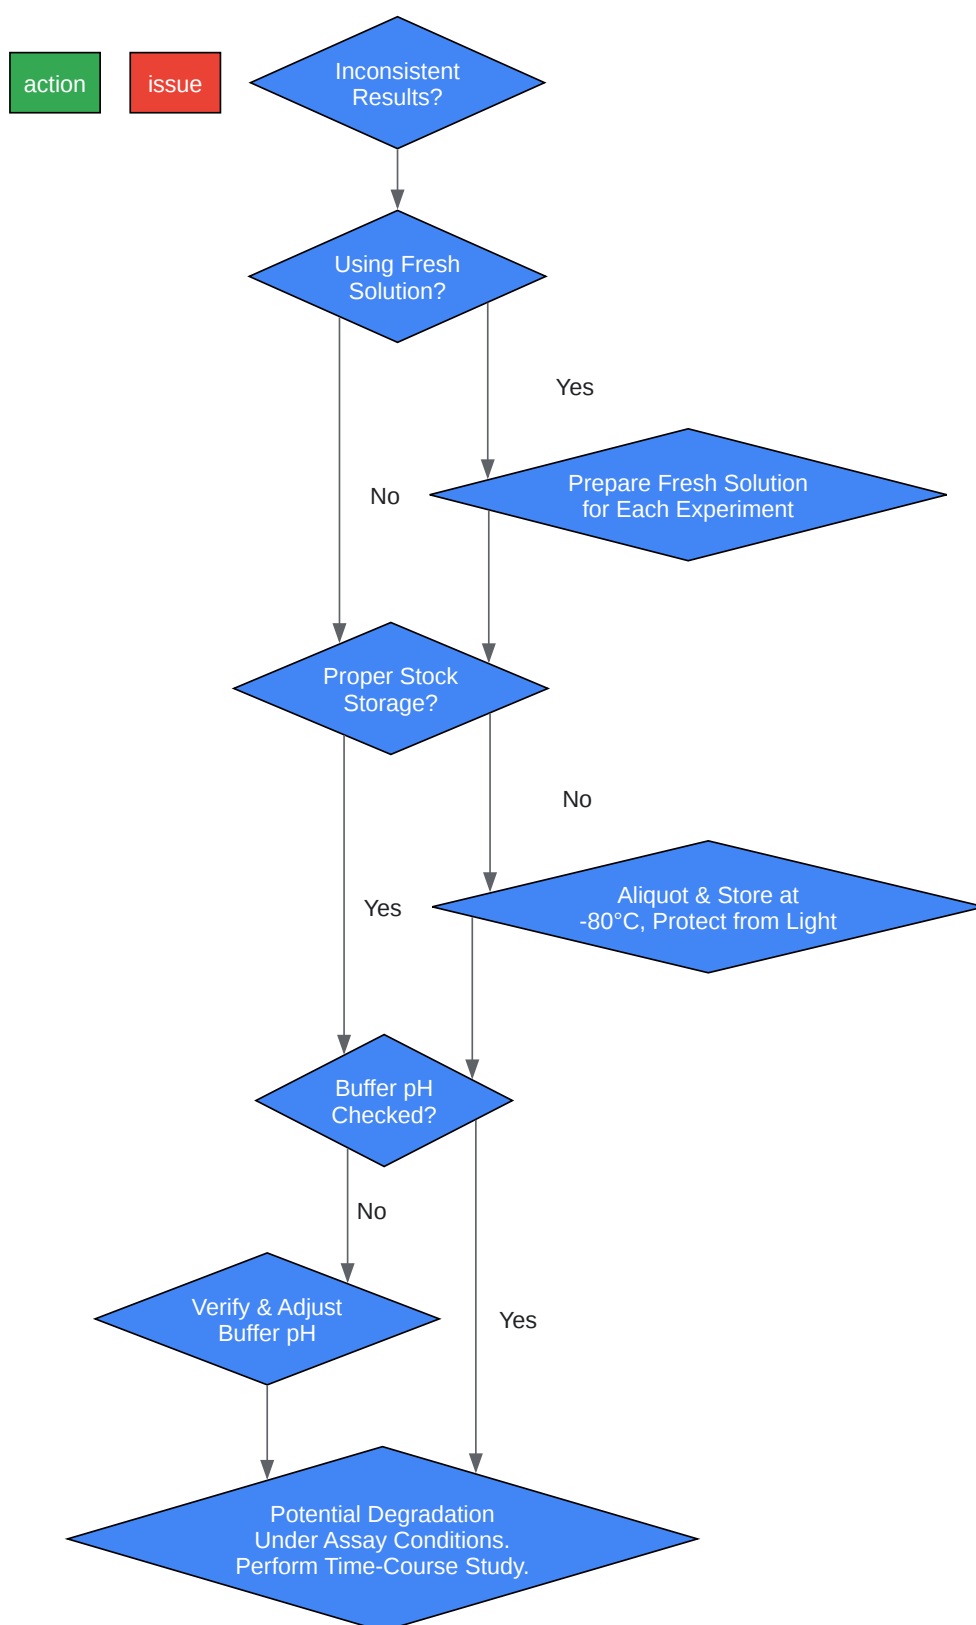 action
issue
Inconsistent
Results?
Using Fresh
Solution?
Yes
Prepare Fresh Solution
for Each Experiment
No
Proper Stock
Storage?
No
Aliquot & Store at
-80°C, Protect from Light
Yes
Buffer pH
Checked?
No
Verify & Adjust
Buffer pH
Yes
Potential Degradation
Under Assay Conditions.
Perform Time-Course Study.